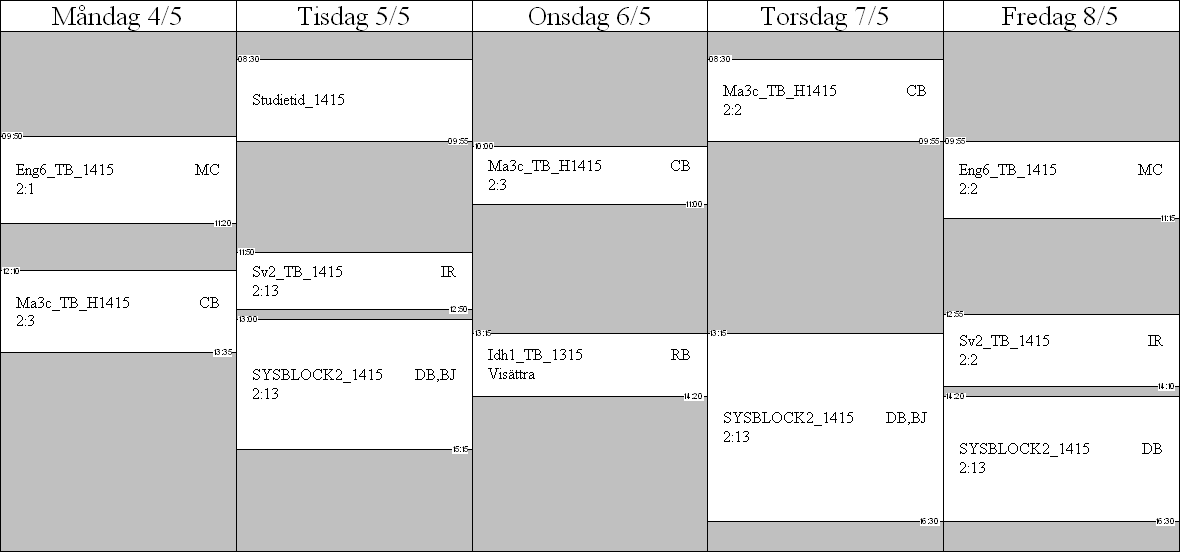 Måndag 4/5
09:50
Eng6_TB_1415 MC
2:1
11:20
12:10
Ma3c_TB_H1415 CB
2:3
13:35
Tisdag 5/5
08:30
Studietid_1415
09:55
11:50
Sv2_TB_1415 IR
2:13
12:50
13:00
SYSBLOCK2_1415 DB,BJ
2:13
15:15
Onsdag 6/5
10:00
Ma3c_TB_H1415 CB
2:3
11:00
13:15
Idh1_TB_1315 RB
Visättra
14:20
Torsdag 7/5
08:30
Ma3c_TB_H1415 CB
2:2
09:55
13:15
SYSBLOCK2_1415 DB,BJ
2:13
16:30
Fredag 8/5
09:55
Eng6_TB_1415 MC
2:2
11:15
12:55
Sv2_TB_1415 IR
2:2
14:10
14:20
SYSBLOCK2_1415 DB
2:13
16:30